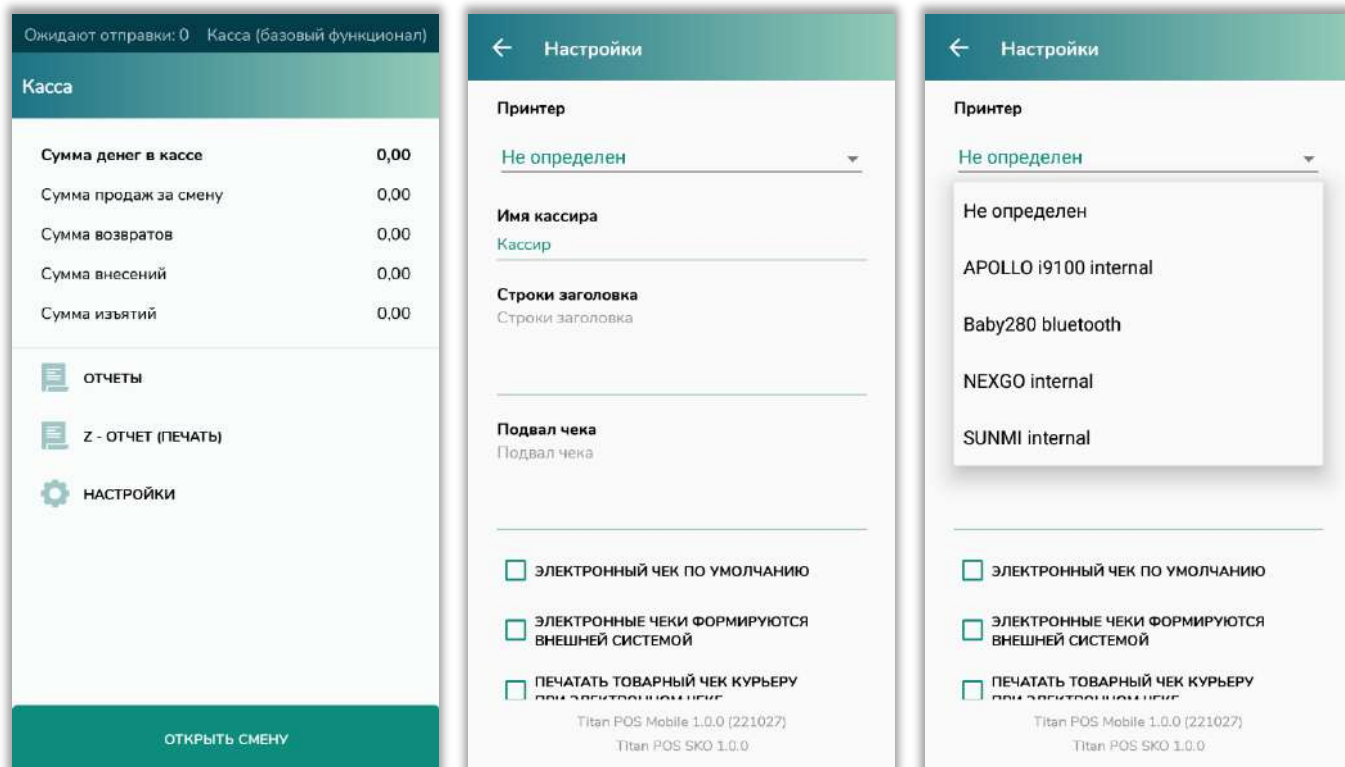 Ожидают отправки: 0 Касса (базовый функционал)
Касса
Сумма денег в кассе 0,00
Сумма продаж за смену 0,00
Сумма возвратов 0,00
Сумма внесений 0,00
Сумма изъятий 0,00
ОТЧЕТЫ
Z - ОТЧЕТ (ПЕЧАТЬ)
НАСТРОЙКИ
ОТКРЫТЬ СМЕНУ
Настройки
Принтер
Не определен
Имя кассира
Кассир
Строки заголовка
Строки заголовка
Подвал чека
Подвал чека
ЭЛЕКТРОННЫЙ ЧЕК ПО УМОЛЧАНИЮ
ЭЛЕКТРОННЫЕ ЧЕКИ ФОРМИРУЮТСЯ
ВНЕШНЕЙ СИСТЕМОЙ
ПЕЧАТАТЬ ТОВАРНЫЙ ЧЕК КУРЬЕРУ
ПРИ ЭЛЕКТРОННОМ ЧЕКЕ
Titan POS Mobile 1.0.0 (221027)
Titan POS SKO 1.0.0
Настройки
Принтер
Не определен
Не определен
APOLLO i9100 internal
Baby280 bluetooth
NEXGO internal
SUNMI internal
ЭЛЕКТРОННЫЙ ЧЕК ПО УМОЛЧАНИЮ
ЭЛЕКТРОННЫЕ ЧЕКИ ФОРМИРУЮТСЯ
ВНЕШНЕЙ СИСТЕМОЙ
ПЕЧАТАТЬ ТОВАРНЫЙ ЧЕК КУРЬЕРУ
ПРИ ЭЛЕКТРОННОМ ЧЕКЕ
Titan POS Mobile 1.0.0 (221027)
Titan POS SKO 1.0.0